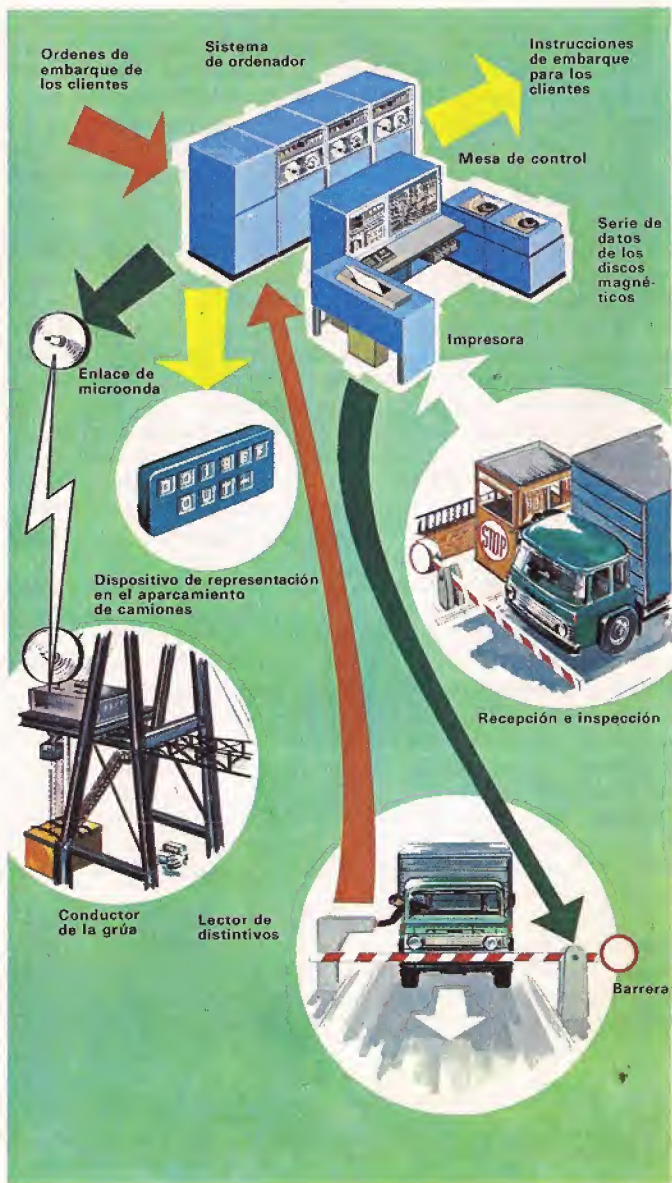 Ordenes de
embarque de
los clientes
Sistema
de ordenador
Instrucciones
de embarque
para los
clientes
Mesa de control
Serie de
datos
de los
discos
magné-
ticos
Impresora
Enlace de
microonda
Dispositivo de representación
en el aparcamiento
de camiones
STOP
Recepción e inspección
Conductor
de la grúa
Lector de
distintivos
Barrera